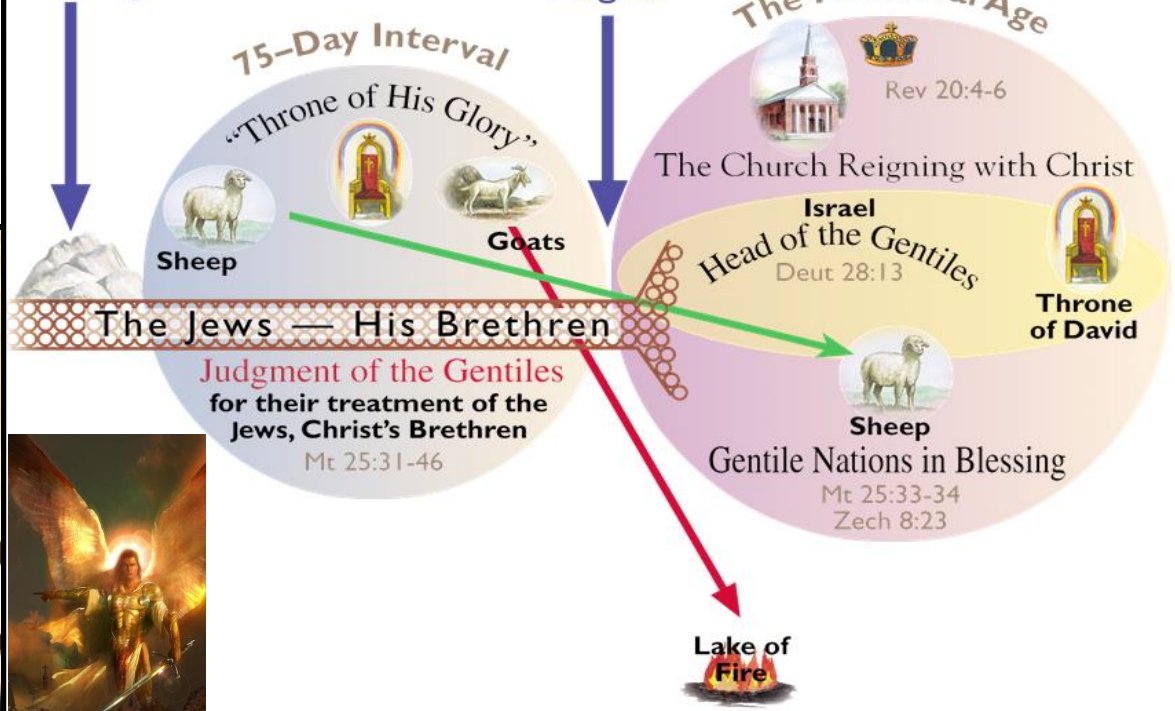 75–Day Interval
“Throne of His Glory”
Sheep
Goats
The Jews — His Brethren
Judgment of the Gentiles
for their treatment of the
Jews, Christ’s Brethren
Mt 25:31-46
The
Age
Rev 20:4-6
The Church Reigning with Christ
Israel
Head of the Gentiles
Deut 28:13
Throne
of David
Sheep
Gentile Nations in Blessing
Mt 25:33-34
Zech 8:23
Lake of
Fire